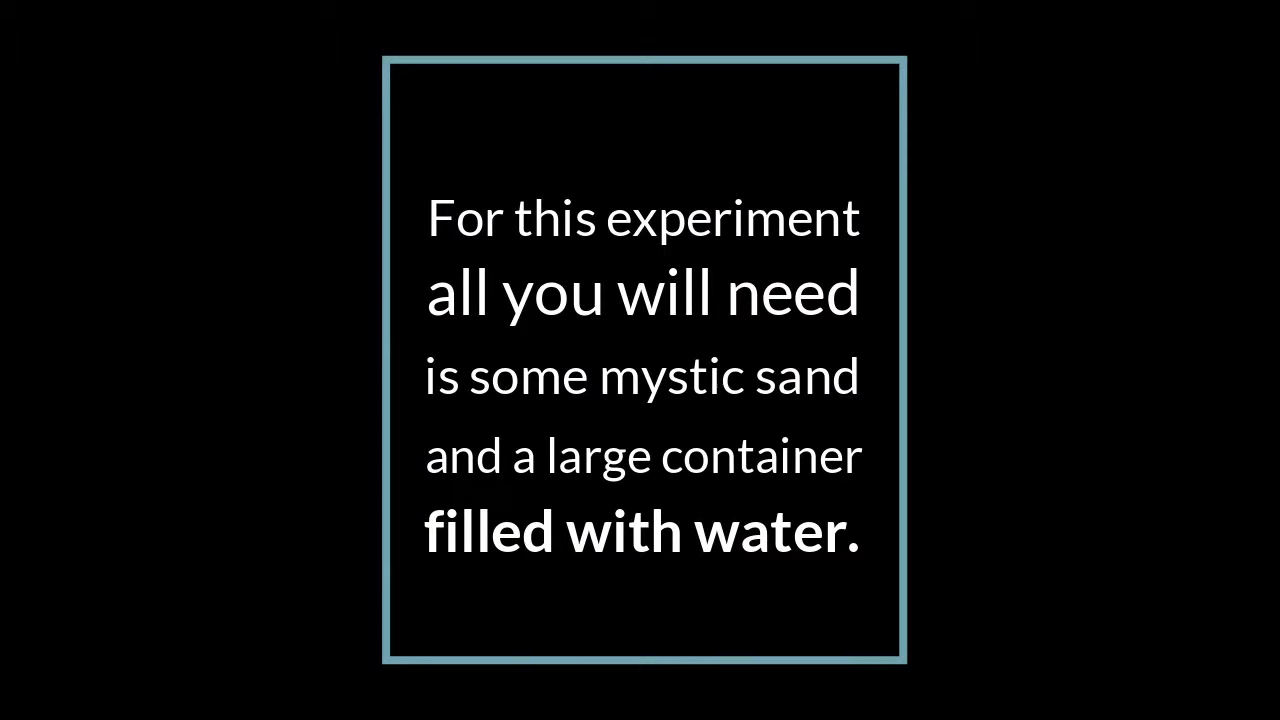 For this experiment
all you will need
is some mystic sand
and a large container
filled with water.